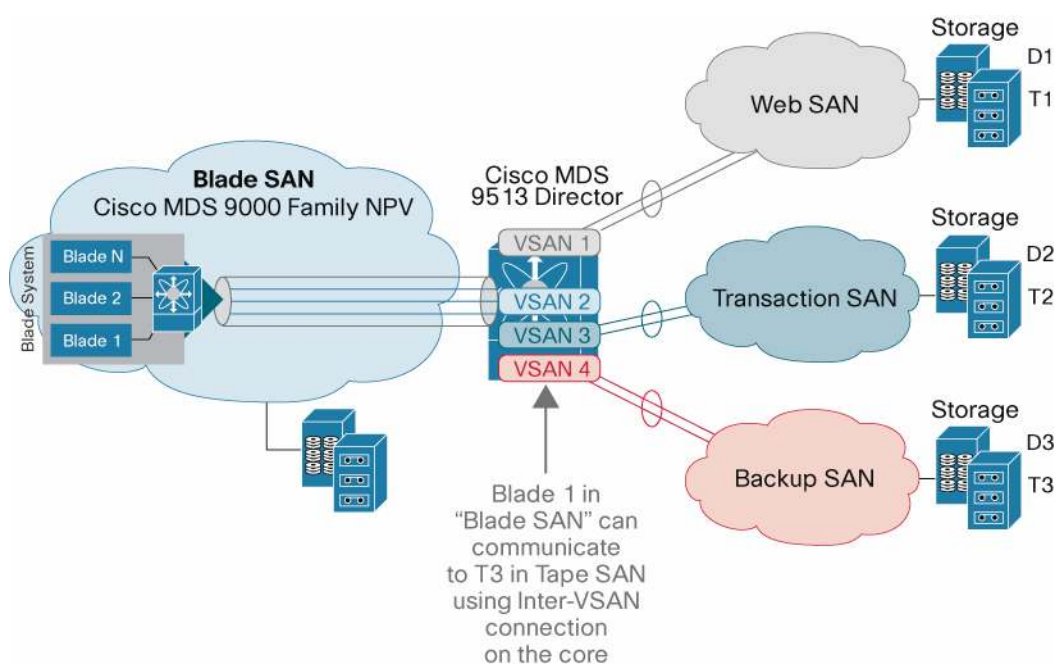 Storage
D1
T1
Web SAN
Blade SAN
Cisco MDS 9000 Family NPV
Blade System
Blade N
Blade 2
Blade 1
Cisco MDS
9513 Director
VSAN 1
VSAN 2
VSAN 3
VSAN 4
Storage
D2
T2
Transaction SAN
Storage
D3
T3
Backup SAN
Blade 1 in
“Blade SAN” can
communicate
to T3 in Tape SAN
using Inter-VSAN
connection
on the core